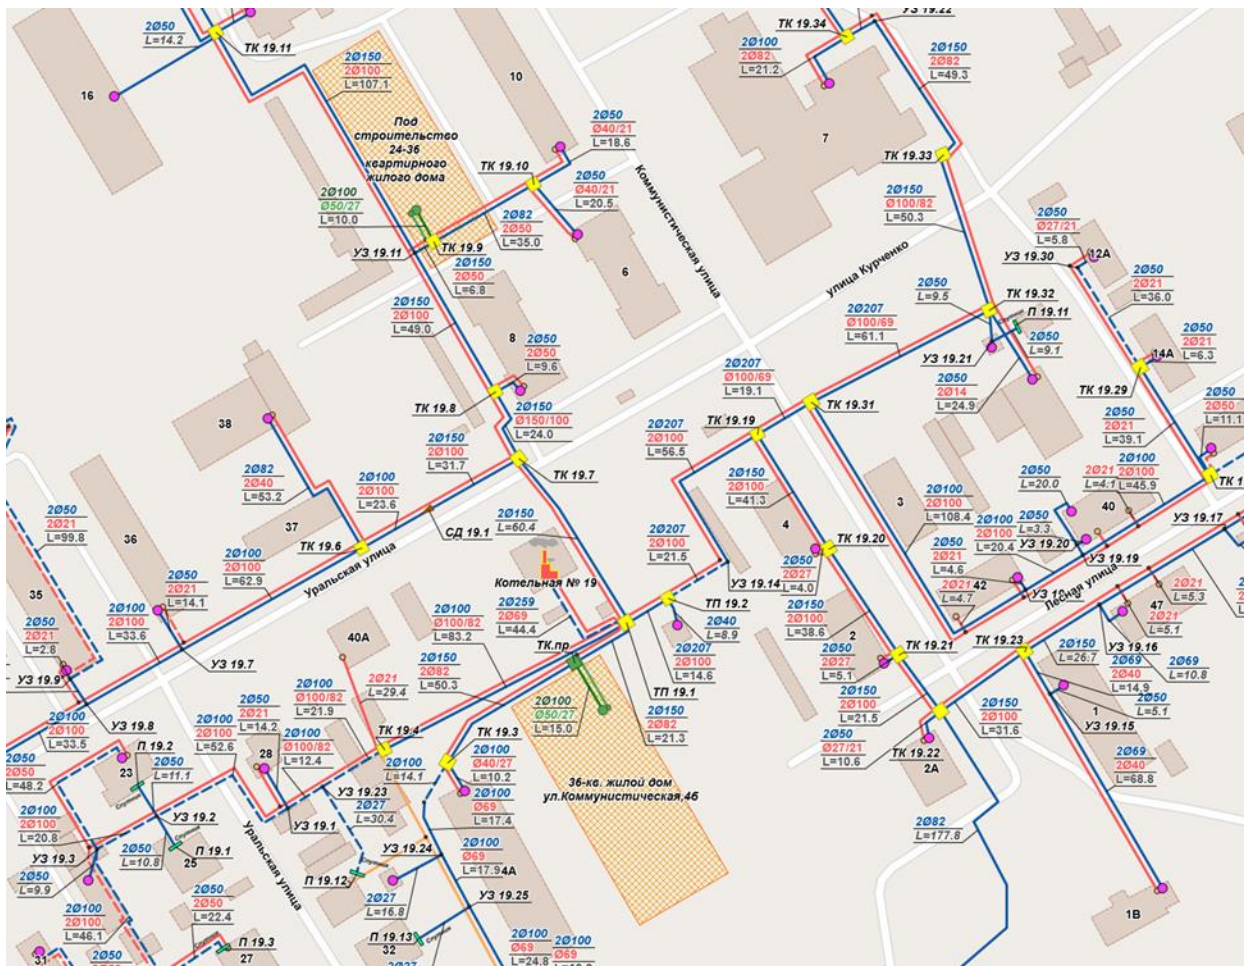 2Ø50
L=14.2
ТК 19.11
16
2Ø150
2Ø100
L=107.1
Под
строительство
24-36
квартирного
жилого дома
10
2Ø50
Ø40/21
L=18.6
ТК 19.10
2Ø50
Ø40/21
L=20.5
2Ø100
Ø50/27
L=10.0
УЗ 19.11
ТК 19.9
2Ø82
2Ø50
L=35.0
2Ø150
2Ø50
L=6.8
6
Коммунистическая улица
ТК 19.34
УЗ 19.22
2Ø100
2Ø82
L=21.2
2Ø150
2Ø82
L=49.3
7
ТК 19.33
2Ø150
Ø100/82
L=50.3
улица Курченко
2Ø50
Ø27/21
L=5.8
УЗ 19.30
12А
2Ø50
2Ø21
L=36.0
2Ø50
2Ø21
L=6.3
14А
ТК 19.29
2Ø50
L=9.5
ТК 19.32
П 19.11
Спутник
УЗ 19.21
2Ø50
L=9.1
2Ø207
Ø100/69
L=61.1
2Ø50
2Ø14
L=24.9
2Ø150
2Ø100
L=49.0
8
2Ø50
2Ø50
L=9.6
ТК 19.8
2Ø150
Ø150/100
L=24.0
2Ø207
Ø100/69
L=19.1
ТК 19.31
ТК 19.19
2Ø50
2Ø21
L=39.1
2Ø50
2Ø50
L=11.1
38
2Ø82
2Ø40
L=53.2
2Ø150
2Ø100
L=31.7
2Ø100
2Ø100
L=23.6
ТК 19.7
2Ø207
2Ø100
L=56.5
2Ø150
2Ø100
L=41.3
3
4
2Ø100
2Ø100
L=108.4
2Ø50
L=20.0
2Ø21
2Ø100
2Ø100
L=45.9
40
УЗ 19.17
2Ø50
2Ø21
L=99.8
36
37
СД 19.1
ТК 19.6
2Ø150
L=60.4
Котельная № 19
2Ø207
2Ø100
L=21.5
УЗ 19.14
ТК 19.20
2Ø50
2Ø27
L=4.0
2Ø50
2Ø21
L=4.6
2Ø100
2Ø100
L=20.4
2Ø50
L=3.3
УЗ 19.20
УЗ 19.19
35
2Ø100
2Ø100
L=62.9
Уральская улица
2Ø50
2Ø21
L=14.1
2Ø259
Ø69
L=44.4
ТП 19.2
2Ø40
L=8.9
2Ø150
2Ø100
L=38.6
42
2Ø21
L=4.7
Лесная улица
47
2Ø21
L=5.3
2Ø21
L=5.1
2Ø50
2Ø21
L=2.8
2Ø100
2Ø100
L=33.6
УЗ 19.7
УЗ 19.9
УЗ 19.8
40А
2Ø100
Ø100/82
L=83.2
2Ø150
2Ø82
L=50.3
ТК.пр
2Ø207
2Ø100
L=14.6
ТП 19.1
2
2Ø50
2Ø27
L=5.1
ТК 19.21
ТК 19.23
УЗ 19.16
2Ø150
L=26.7
2Ø69
2Ø40
L=14.9
2Ø69
L=10.8
2Ø50
L=5.1
1
УЗ 19.15
2Ø100
2Ø100
L=33.5
2Ø100
2Ø100
L=52.6
2Ø50
2Ø21
L=14.2
2Ø100
Ø100/82
L=21.9
2Ø21
L=29.4
ТК 19.4
2Ø100
Ø50/27
L=15.0
2Ø150
2Ø82
L=21.3
2Ø150
2Ø100
L=21.5
2Ø150
2Ø100
L=31.6
2Ø50
Ø27/21
L=10.6
ТК 19.22
2А
2Ø50
2Ø50
L=48.2
П 19.2
23
2Ø50
L=11.1
28
2Ø100
Ø100/82
L=12.4
УЗ 19.23
2Ø100
L=14.1
ТК 19.3
2Ø100
Ø40/27
L=10.2
36-кв. жилой дом
ул.Коммунистическая,4б
2Ø69
2Ø40
L=68.8
2Ø100
2Ø100
L=20.8
Спутник
УЗ 19.2
УЗ 19.1
2Ø27
L=30.4
2Ø100
Ø69
L=17.4
2Ø82
L=177.8
УЗ 19.3
Спутник
П 19.1
25
2Ø50
L=10.8
Уральская улица
УЗ 19.24
Спутник
2Ø50
L=9.9
П 19.12
2Ø100
Ø69
L=17.9
4А
2Ø27
L=16.8
УЗ 19.25
2Ø50
2Ø50
L=22.4
2Ø100
2Ø100
L=46.1
1В
31
2Ø50
П 19.3
27
П 19.13
Спутник
32
2Ø27
2Ø100
Ø69
L=24.8
2Ø100
Ø69